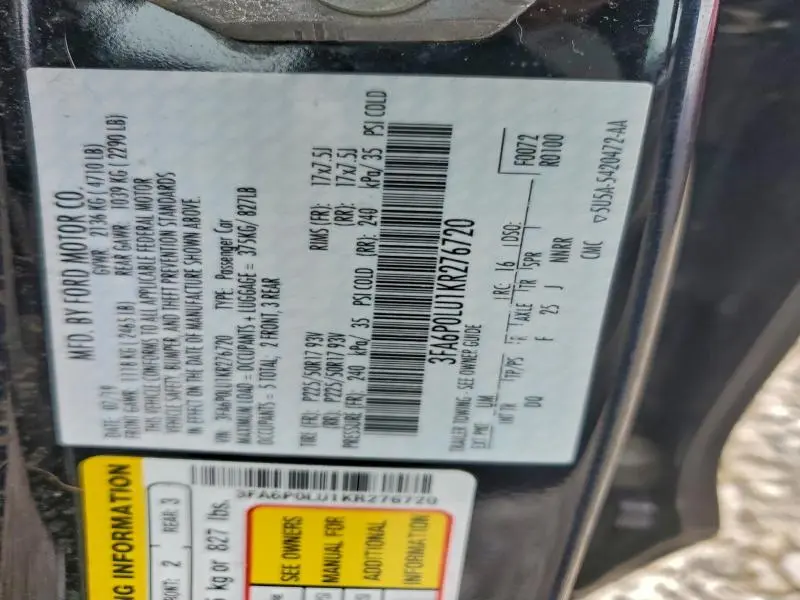 MFD. BY FORD MOTOR CO.
DATE: 07/19 GVWR: 2136 KG (4710 LB)
FRONT GAWR: 1118 KG (2465 LB) REAR GAWR: 1039 KG (2290 LB)
THIS VEHICLE CONFORMS TO ALL APPLICABLE FEDERAL MOTOR
VEHICLE SAFETY, BUMPER, AND THEFT PREVENTION STANDARDS
IN EFFECT ON THE DATE OF MANUFACTURE SHOWN ABOVE.
VIN: 3FA6P0LU1KR276720 TYPE: Passenger Car
MAXIMUM LOAD = OCCUPANTS + LUGGAGE = 375KG/ 827LB
OCCUPANTS = 5 TOTAL; 2 FRONT, 3 REAR
TIRE (FR): P225/50R17 93V RIMS (FR): 17x7.5J
(RR): P225/50R17 93V (RR): 17x7.5J
PRESSURE FR: 240 kPa/ 35 PSI COLD (RR): 240 kPa/ 35 PSI COLD
3FA6P0LU1KR276720
TRAILER TOWING - SEE OWNER GUIDE
EXT PNT: UM RC: 16 DSO: F0072
R0100
INT TR TP/PS R AXLE TR SPR
DQ F 25 J NNRR
CMC ▽5U5A-5420472-AA
NG INFORMATION
3FA6P0LU1KR276720
RONT: 2 REAR: 3
5 kg or 827 lbs.
SEE OWNERS
MANUAL FOR
ADDITIONAL
INFORMATION